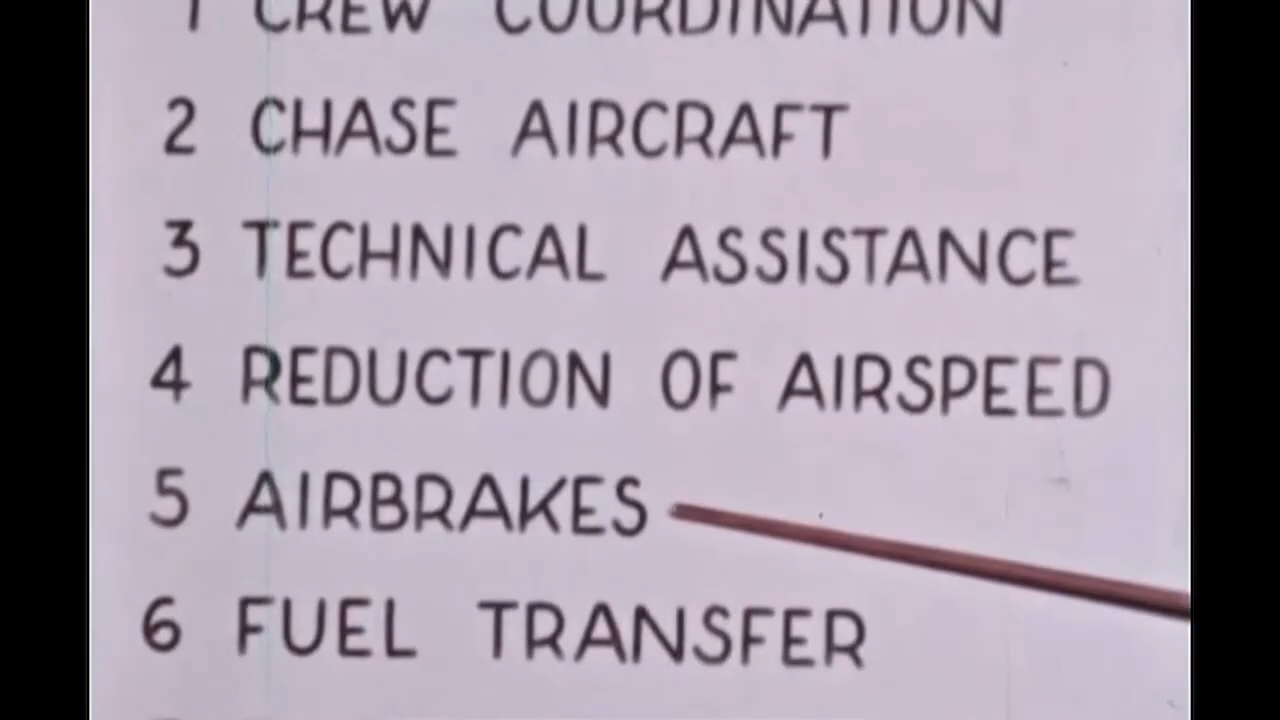 1 CREW COORDINATION
2 CHASE AIRCRAFT
3 TECHNICAL ASSISTANCE
4 REDUCTION OF AIRSPEED
5 AIRBRAKES
6 FUEL TRANSFER